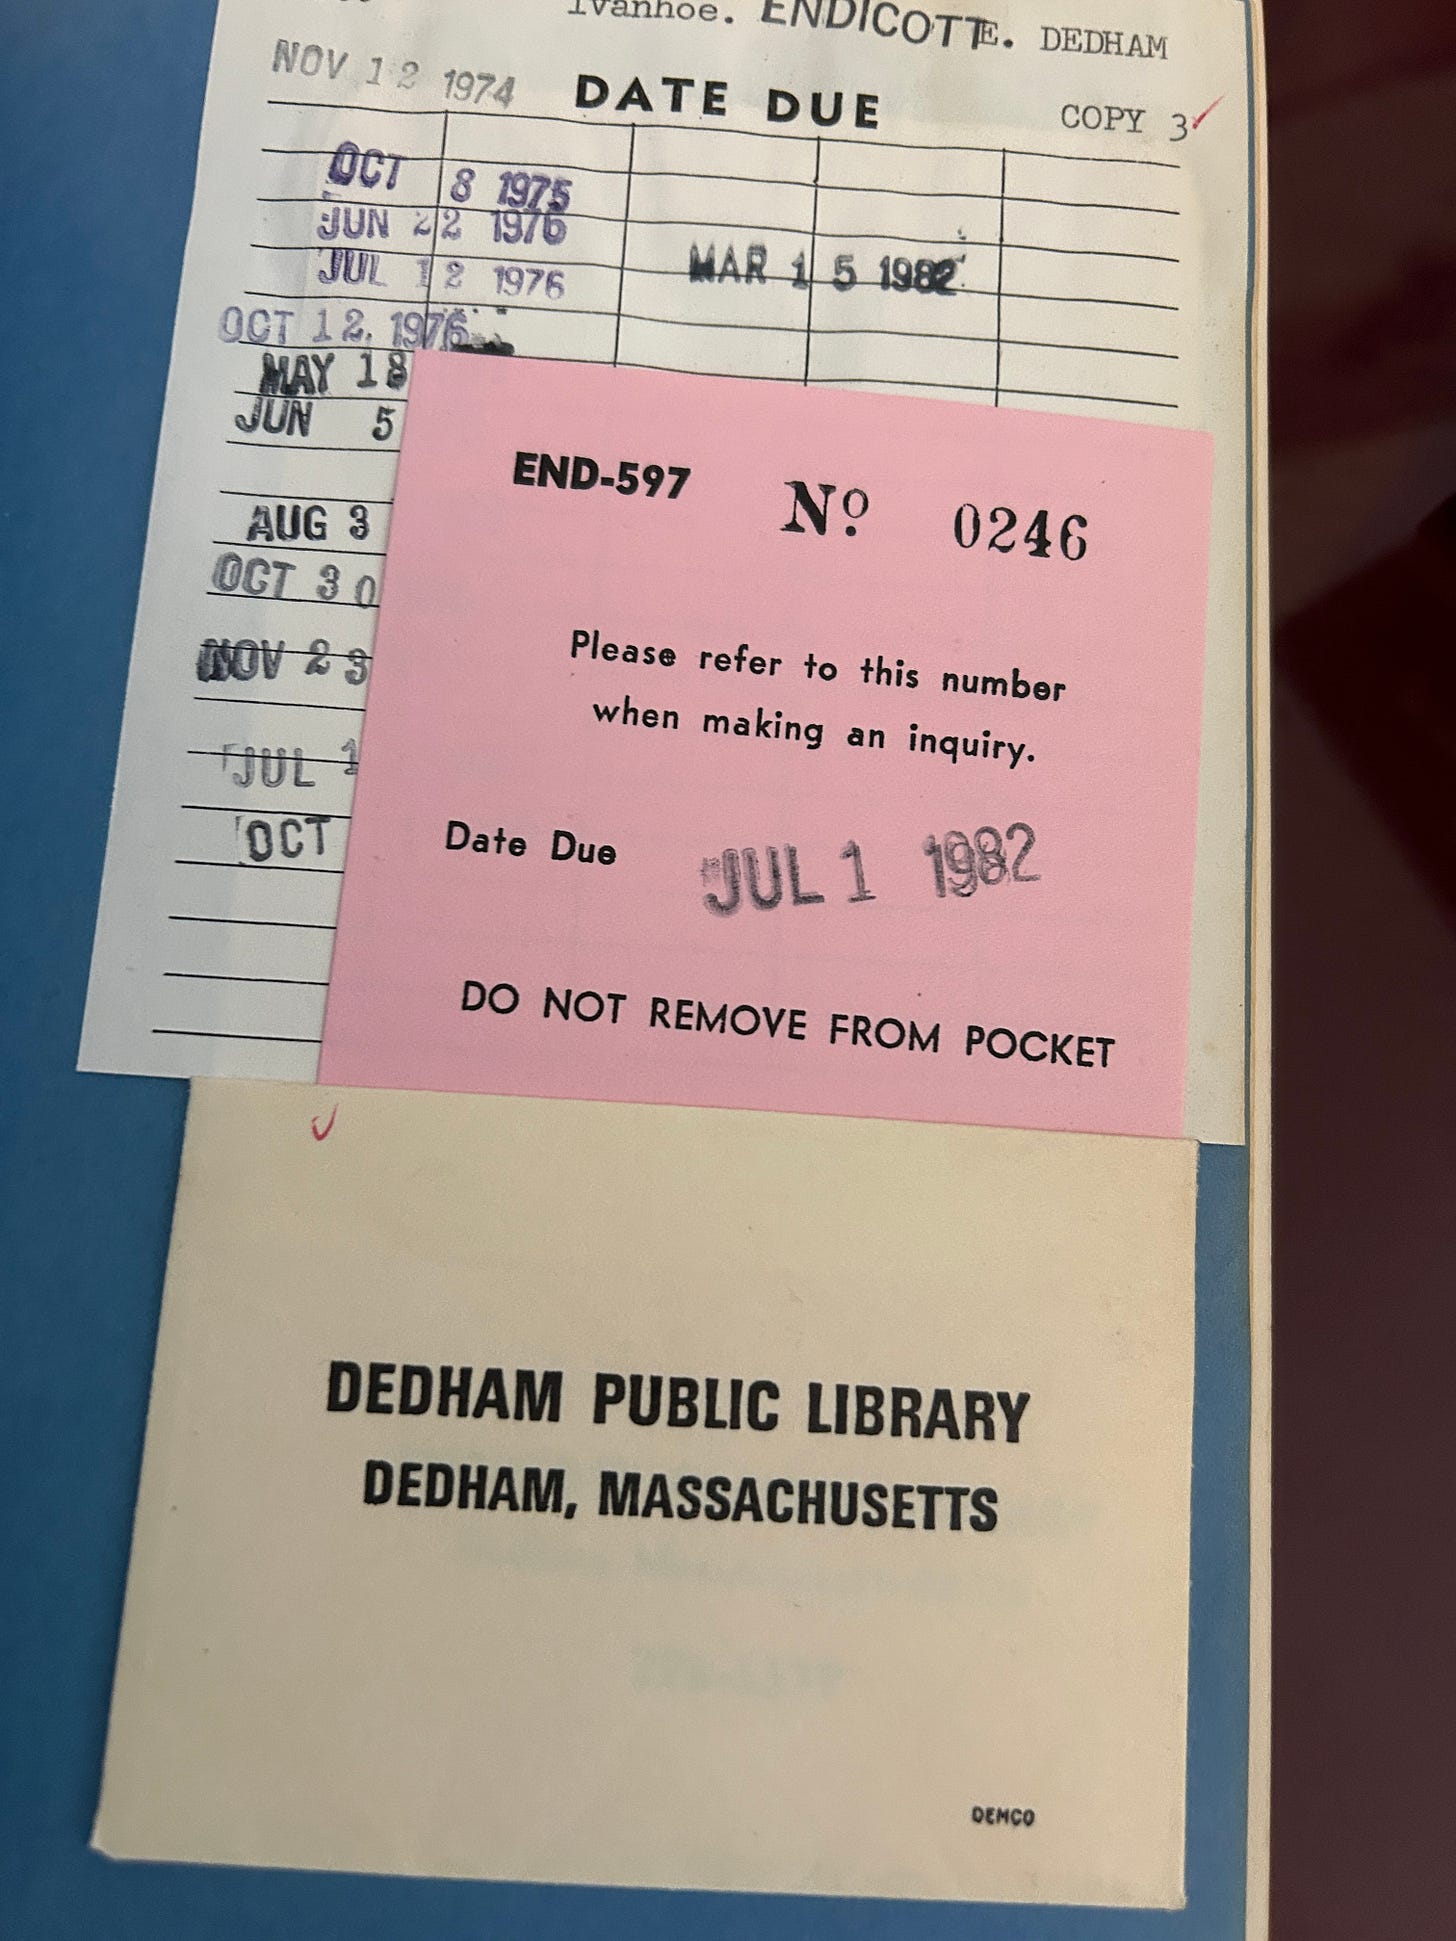 Ivanhoe. ENDICOTT E. DEDHAM
NOV 12 1974
DATE DUE
COPY 3
OCT 8 1975
JUN 22 1976
JUL 12 1976
MAR 15 1982
OCT 12, 1976
MAY 18
JUN 5
AUG 3
OCT 30
NOV 23
JUL 1
OCT
END-597 Nº 0246
Please refer to this number
when making an inquiry.
Date Due JUL 1 1982
DO NOT REMOVE FROM POCKET
DEDHAM PUBLIC LIBRARY
DEDHAM, MASSACHUSETTS
DEMCO